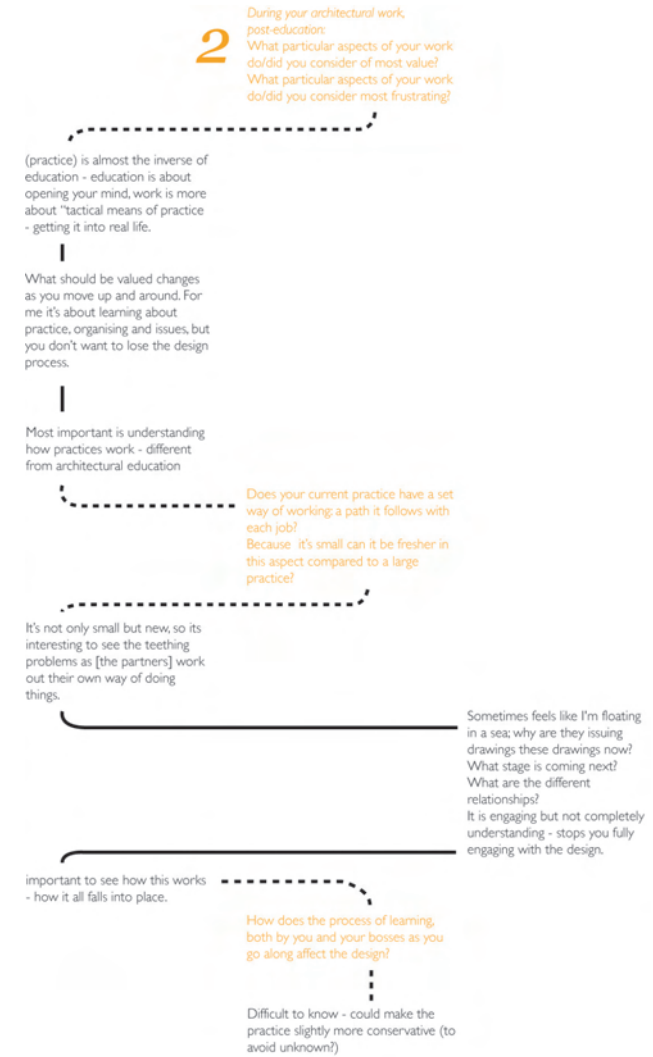 2
During your architectural work,
post-education:
What particular aspects of your work
do/did you consider of most value?
What particular aspects of your work
do/did you consider most frustrating?
(practice) is almost the inverse of
education - education is about
opening your mind, work is more
about "tactical means of practice
- getting it into real life.
What should be valued changes
as you move up and around. For
me it's about learning about
practice, organising and issues, but
you don't want to lose the design
process.
Most important is understanding
how practices work - different
from architectural education
Does your current practice have a set
way of working: a path it follows with
each job?
Because it's small can it be fresher in
this aspect compared to a large
practice?
It's not only small but new, so its
interesting to see the teething
problems as [the partners] work
out their own way of doing
things.
Sometimes feels like I'm floating
in a sea; why are they issuing
drawings these drawings now?
What stage is coming next?
What are the different
relationships?
It is engaging but not completely
understanding - stops you fully
engaging with the design.
important to see how this works
- how it all falls into place.
How does the process of learning,
both by you and your bosses as you
go along affect the design?
Difficult to know - could make the
practice slightly more conservative (to
avoid unknown?)